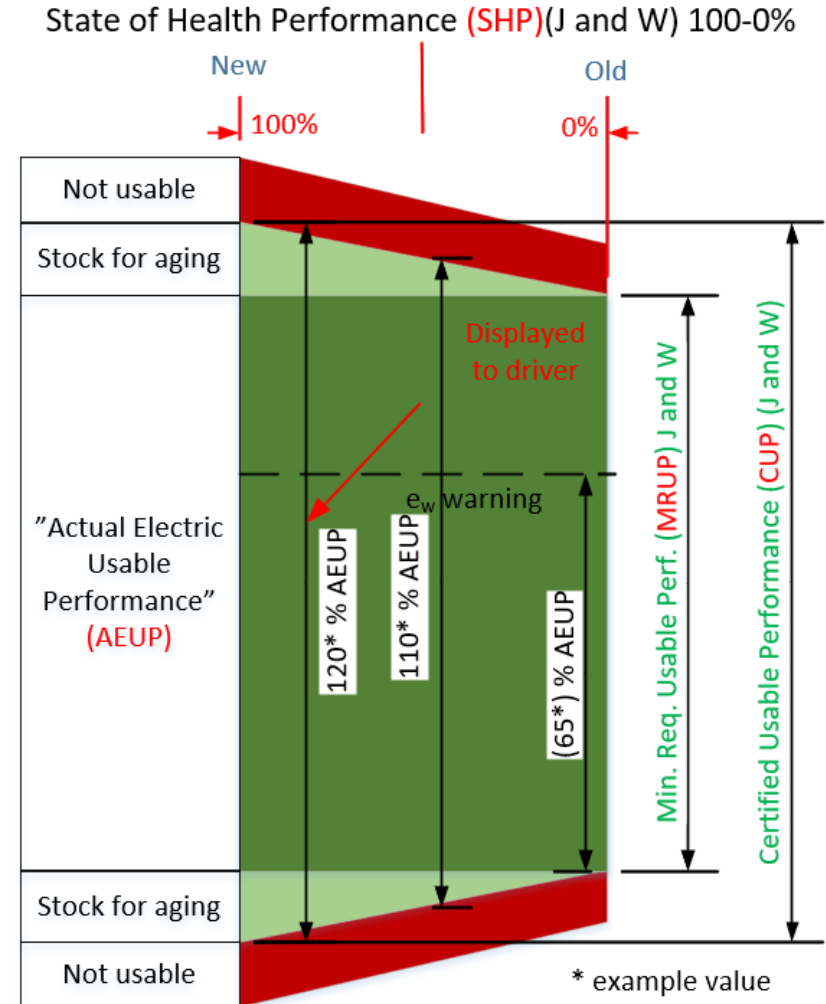 State of Health Performance (SHP)(J and W) 100-0%
New
Old
100%
0%
Not usable
Stock for aging
Displayed
to driver
e_w warning
”Actual Electric
Usable
Performance”
(AEUP)
120* % AEUP
110* % AEUP
(65*) % AEUP
Min. Req. Usable Perf. (MRUP) J and W
Certified Usable Performance (CUP) (J and W)
Stock for aging
Not usable
* example value